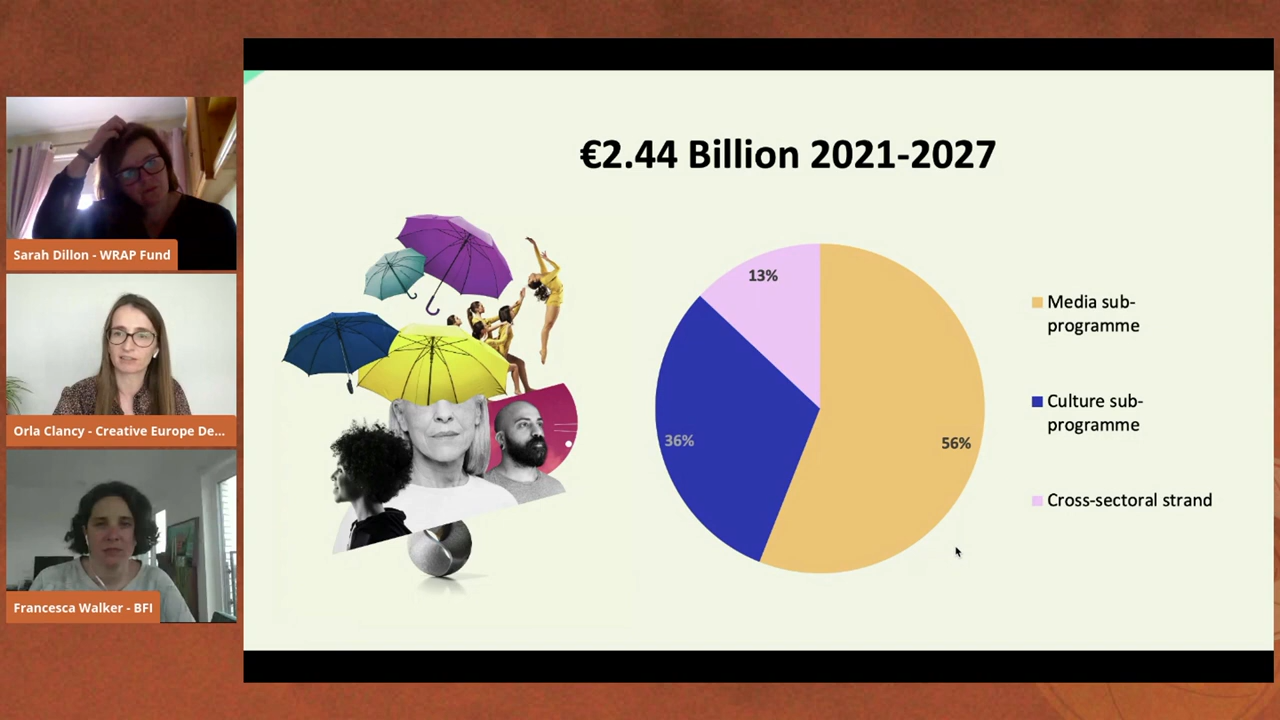 Sarah Dillon - WRAP Fund
Orla Clancy - Creative Europe De...
Francesca Walker - BFI
€2.44 Billion 2021-2027
13%
36%
56%
Media sub-
programme
Culture sub-
programme
Cross-sectoral strand